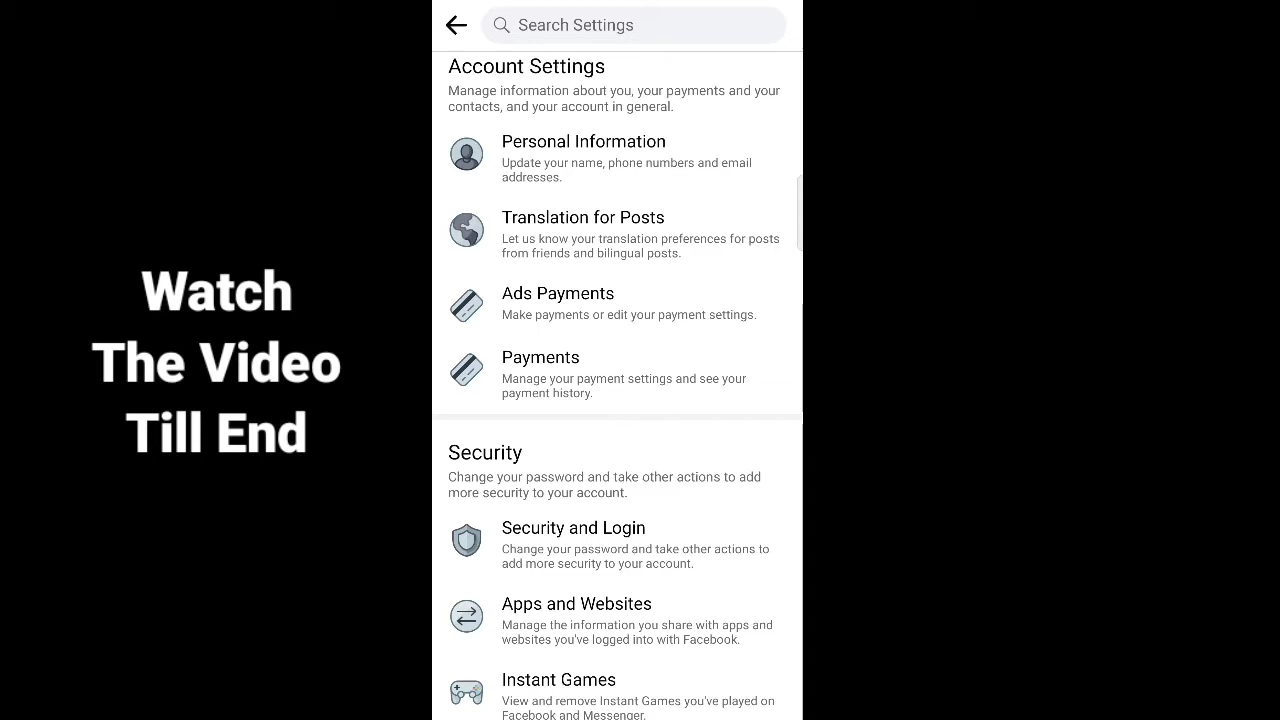 Watch
The Video
Till End
Search Settings
Account Settings
Manage information about you, your payments and your
contacts, and your account in general.
Personal Information
Update your name, phone numbers and email
addresses.
Translation for Posts
Let us know your translation preferences for posts
from friends and bilingual posts.
Ads Payments
Make payments or edit your payment settings.
Payments
Manage your payment settings and see your
payment history.
Security
Change your password and take other actions to add
more security to your account.
Security and Login
Change your password and take other actions to
add more security to your account.
Apps and Websites
Manage the information you share with apps and
websites you've logged into with Facebook.
Instant Games
View and remove Instant Games you've played on
Facebook and Messenger.